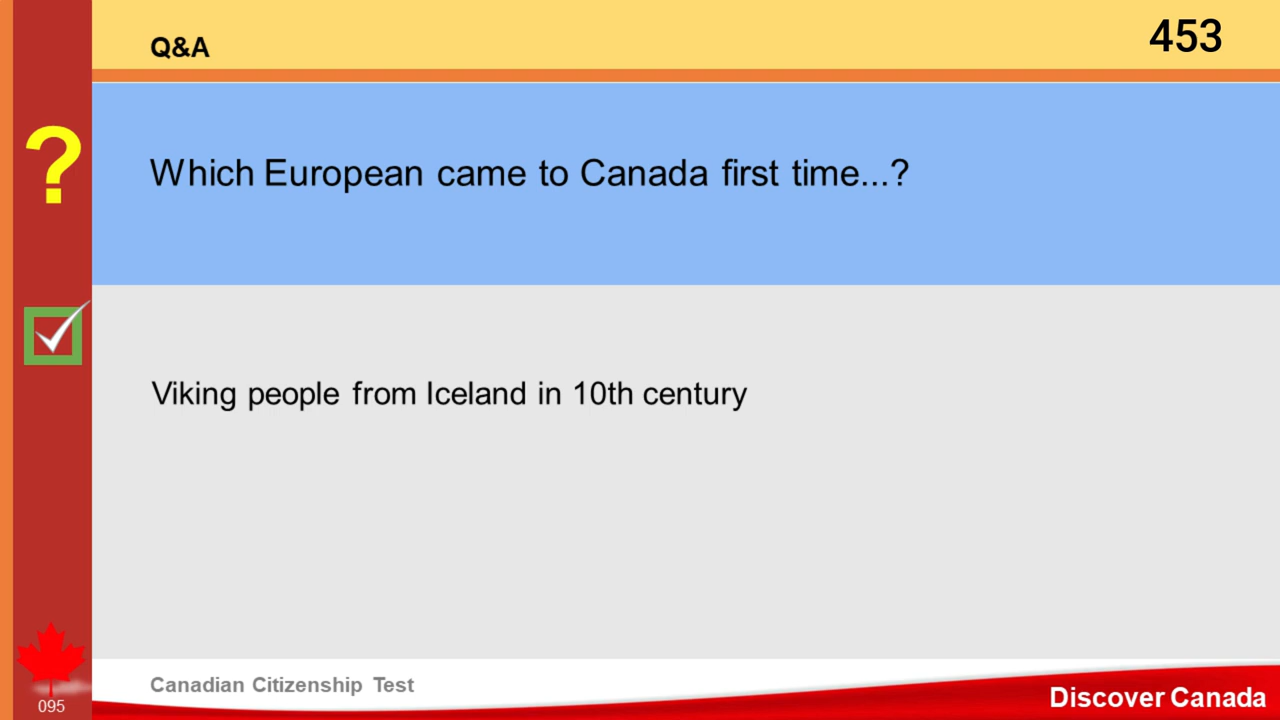 Q&A
453
?
Which European came to Canada first time...?
Viking people from Iceland in 10th century
Canadian Citizenship Test
095
Discover Canada